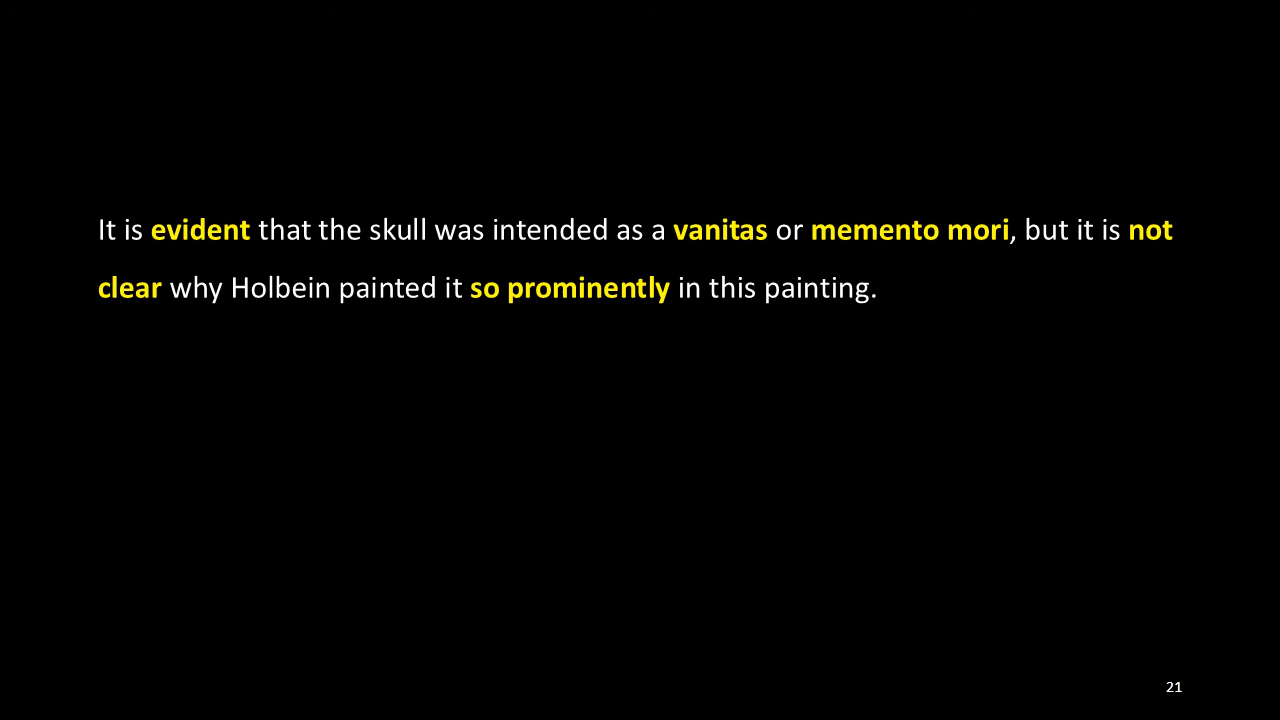 It is evident that the skull was intended as a vanitas or memento mori, but it is not
clear why Holbein painted it so prominently in this painting.
21